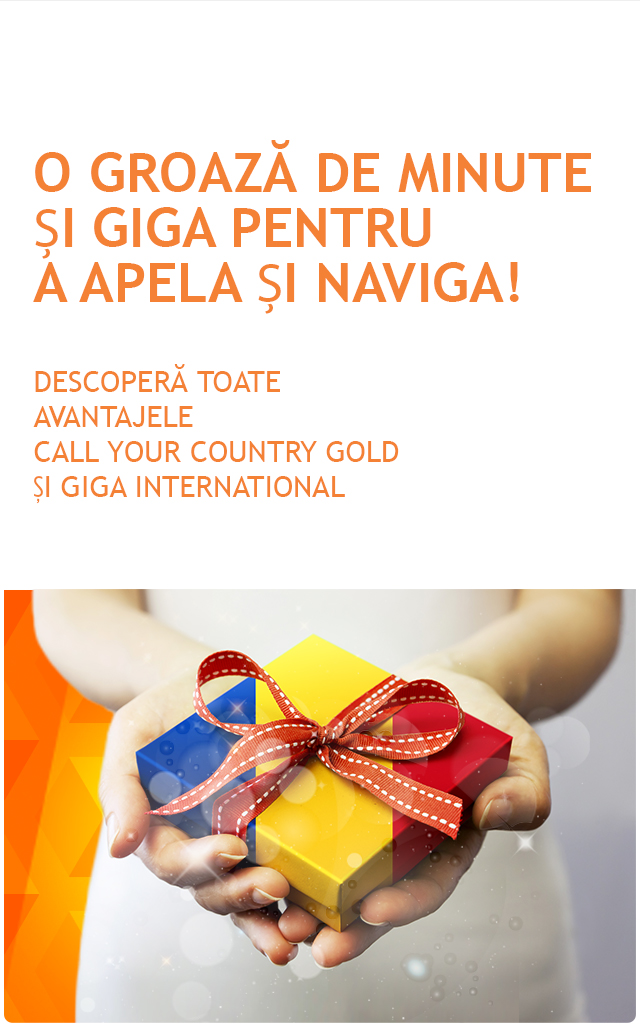 O GROAZĂ DE MINUTE
ȘI GIGA PENTRU
A APELA ȘI NAVIGA!
DESCOPERĂ TOATE
AVANTAJELE
CALL YOUR COUNTRY GOLD
ȘI GIGA INTERNATIONAL